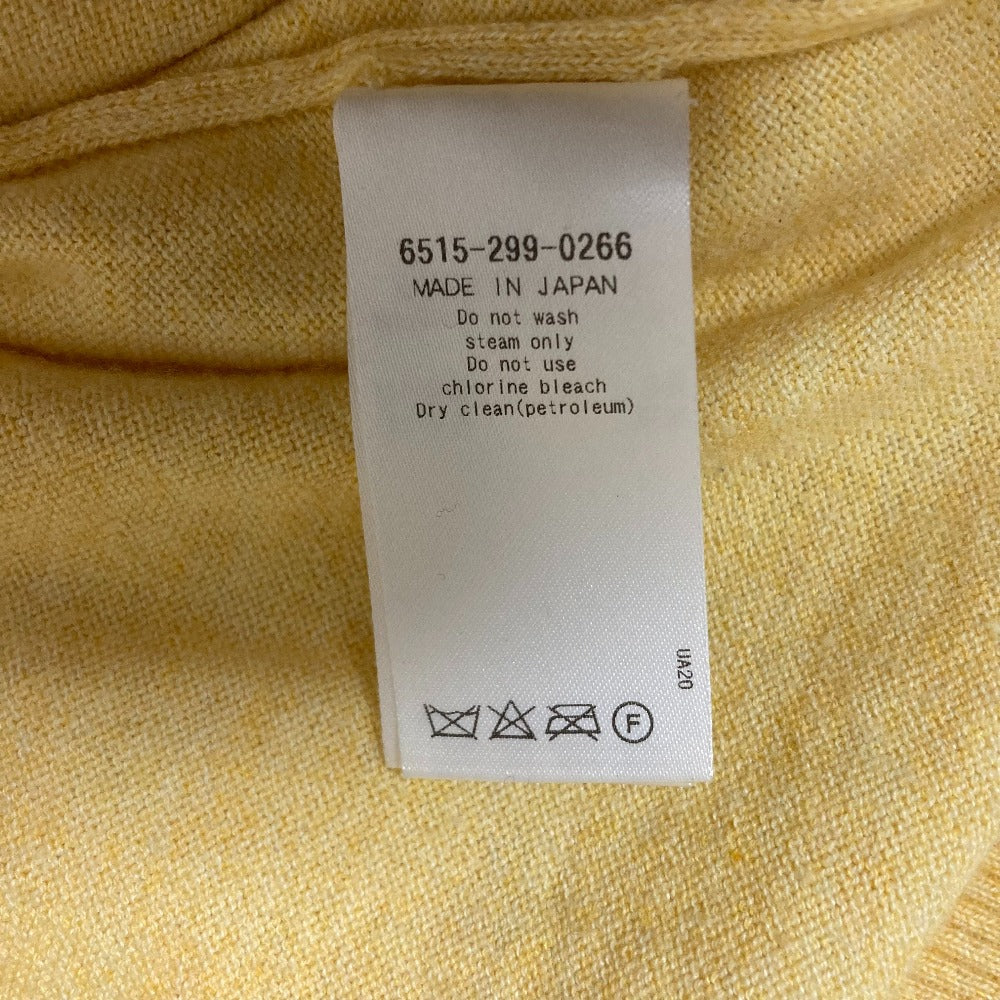 6515-299-0266
MADE IN JAPAN
Do not wash
steam only
Do not use
chlorine bleach
Dry clean(petroleum)
UA20
F